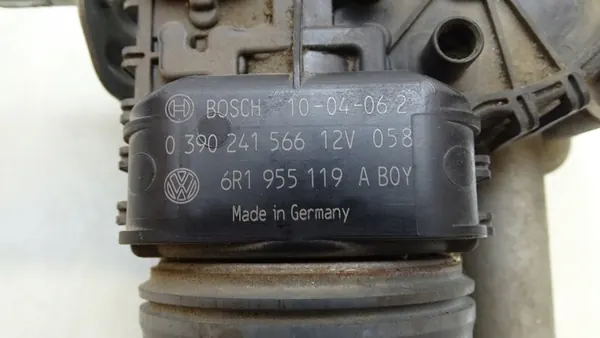 BOSCH 10-04-06 2
0 390 241 566 12V 058
6R1 955 119 A BOY
Made in Germany